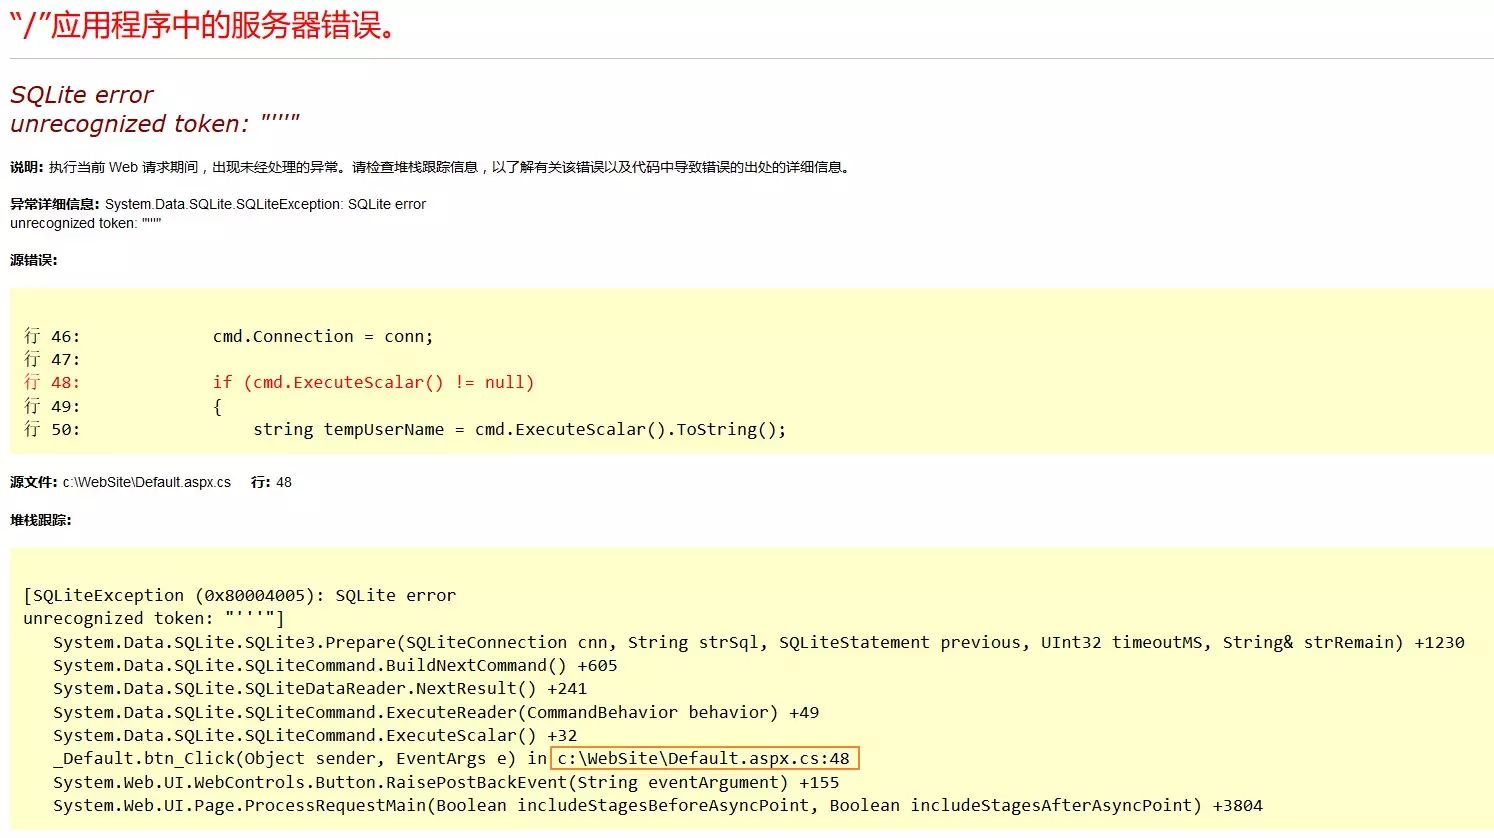 “/”应用程序中的服务器错误。
SQLite error
unrecognized token: "'''"
说明: 执行当前 Web 请求期间，出现未经处理的异常。请检查堆栈跟踪信息，以了解有关该错误以及代码中导致错误的出处的详细信息。
异常详细信息: System.Data.SQLite.SQLiteException: SQLite error
unrecognized token: "'''"
源错误:
行 46:             cmd.Connection = conn;
行 47:
行 48:             if (cmd.ExecuteScalar() != null)
行 49:             {
行 50:                 string tempUserName = cmd.ExecuteScalar().ToString();
源文件: c:\WebSite\Default.aspx.cs    行: 48
堆栈跟踪:
[SQLiteException (0x80004005): SQLite error
unrecognized token: "'''"]
   System.Data.SQLite.SQLite3.Prepare(SQLiteConnection cnn, String strSql, SQLiteStatement previous, UInt32 timeoutMS, String& strRemain) +1230
   System.Data.SQLite.SQLiteCommand.BuildNextCommand() +605
   System.Data.SQLite.SQLiteDataReader.NextResult() +241
   System.Data.SQLite.SQLiteCommand.ExecuteReader(CommandBehavior behavior) +49
   System.Data.SQLite.SQLiteCommand.ExecuteScalar() +32
   _Default.btn_Click(Object sender, EventArgs e) in c:\WebSite\Default.aspx.cs:48
   System.Web.UI.WebControls.Button.RaisePostBackEvent(String eventArgument) +155
   System.Web.UI.Page.ProcessRequestMain(Boolean includeStagesBeforeAsyncPoint, Boolean includeStagesAfterAsyncPoint) +3804